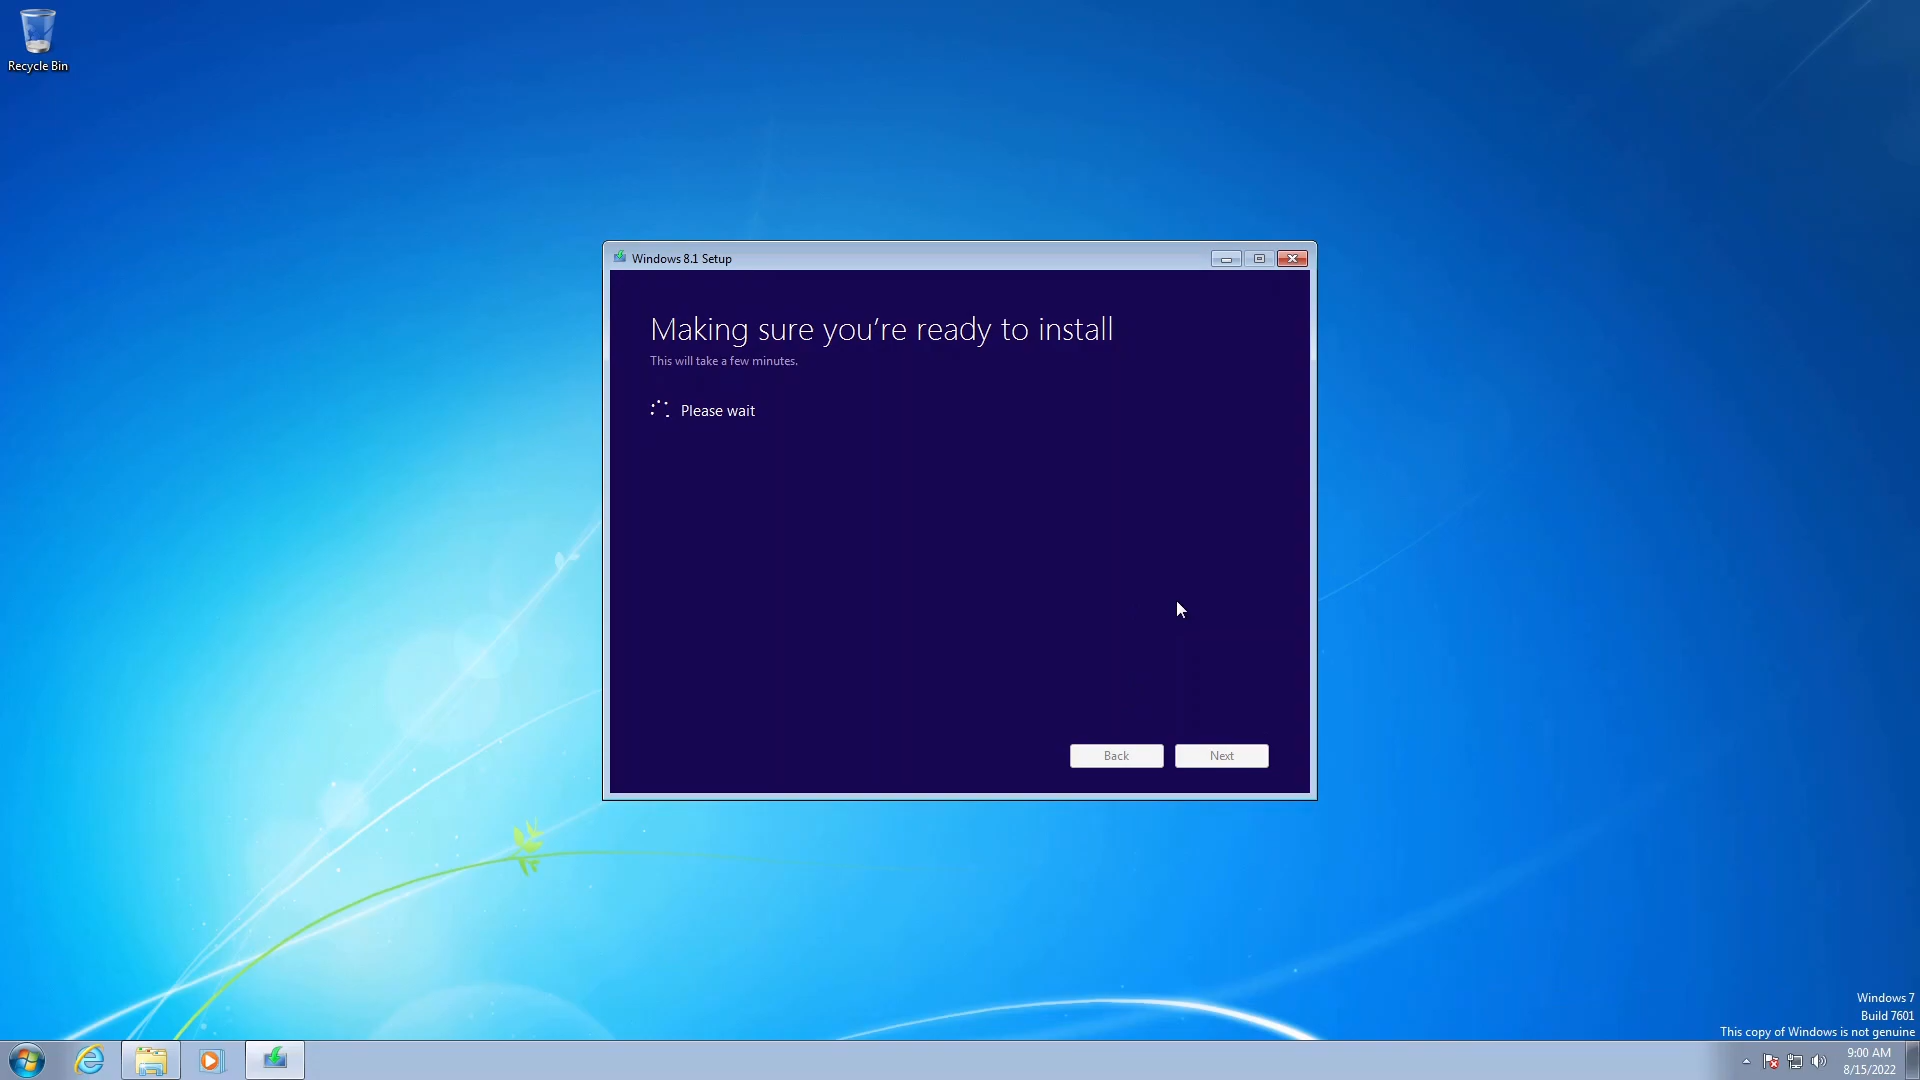 Recycle Bin
Windows 8.1 Setup
Making sure you’re ready to install
This will take a few minutes.
Please wait
Back
Next
Windows 7
Build 7601
This copy of Windows is not genuine
9:00 AM
8/15/2022